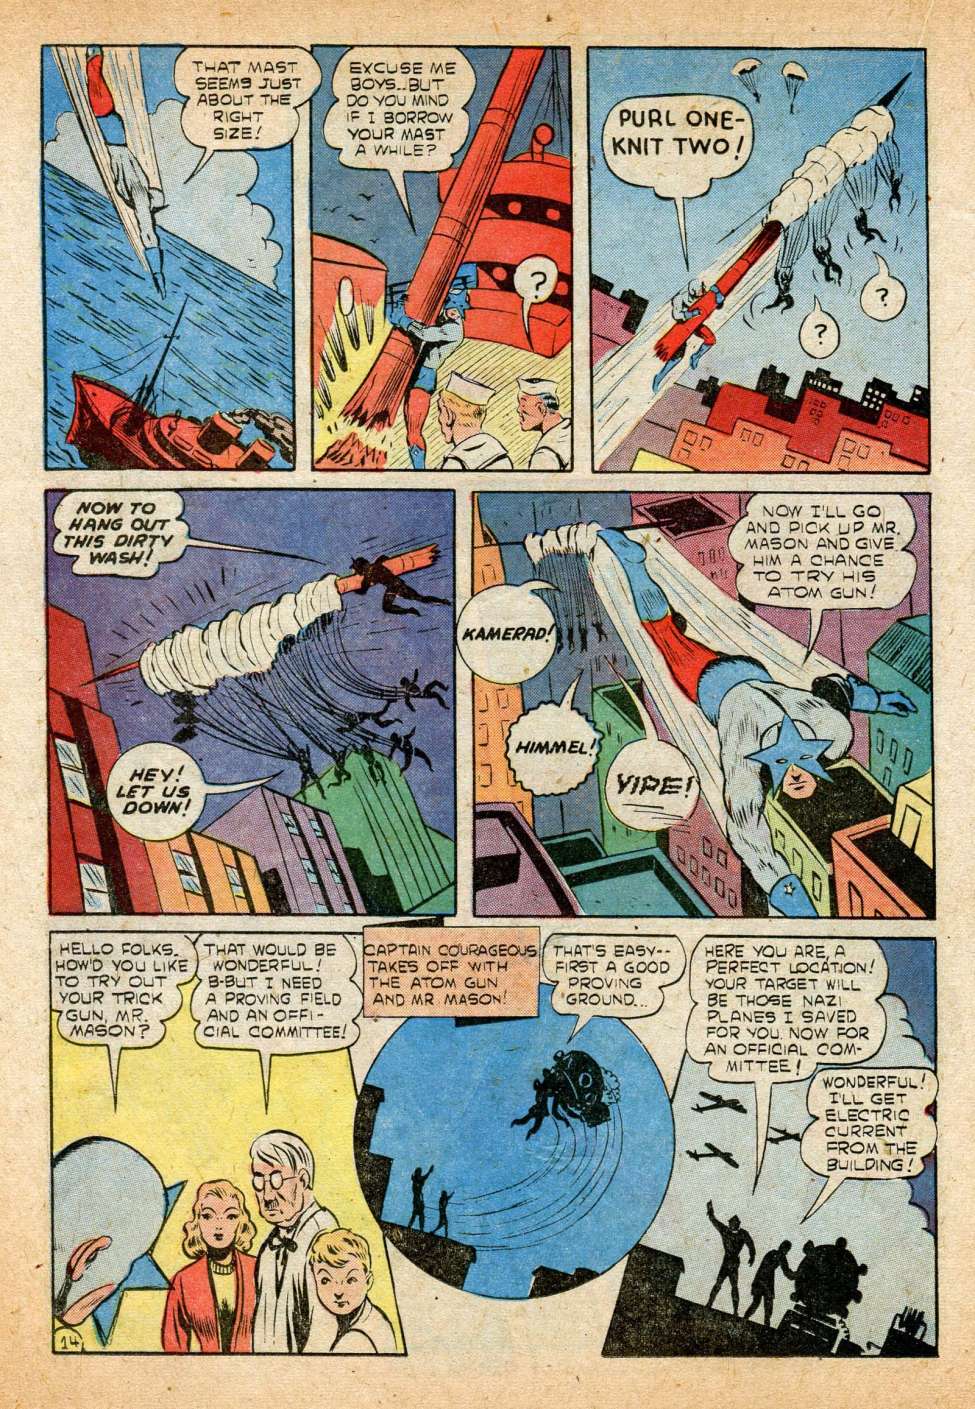 THAT MAST
SEEMS JUST
ABOUT THE
RIGHT
SIZE!
EXCUSE ME
BOYS..BUT
DO YOU MIND
IF I BORROW
YOUR MAST
A WHILE?
?
PURL ONE-
KNIT TWO!
?
?
NOW TO
HANG OUT
THIS DIRTY
WASH!
HEY!
LET US
DOWN!
NOW I'LL GO
AND PICK UP MR.
MASON AND GIVE
HIM A CHANCE
TO TRY HIS
ATOM GUN!
KAMERAD!
HIMMEL!
YIPE!
HELLO FOLKS.
HOW'D YOU LIKE
TO TRY OUT
YOUR TRICK
GUN, MR.
MASON?
THAT WOULD BE
WONDERFUL!
B-BUT I NEED
A PROVING FIELD
AND AN OFFI-
CIAL COMMITTEE!
CAPTAIN COURAGEOUS
TAKES OFF WITH
THE ATOM GUN
AND MR MASON!
THAT'S EASY--
FIRST A GOOD
PROVING
GROUND...
HERE YOU ARE, A
PERFECT LOCATION!
YOUR TARGET WILL
BE THOSE NAZI
PLANES I SAVED
FOR YOU. NOW FOR
AN OFFICIAL COM-
MITTEE!
WONDERFUL!
I'LL GET
ELECTRIC
CURRENT
FROM THE
BUILDING!
14